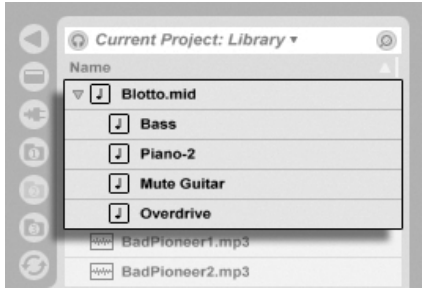 Current Project: Library
Name
Blotto.mid
Bass
Piano-2
Mute Guitar
Overdrive
BadPioneer1.mp3
BadPioneer2.mp3